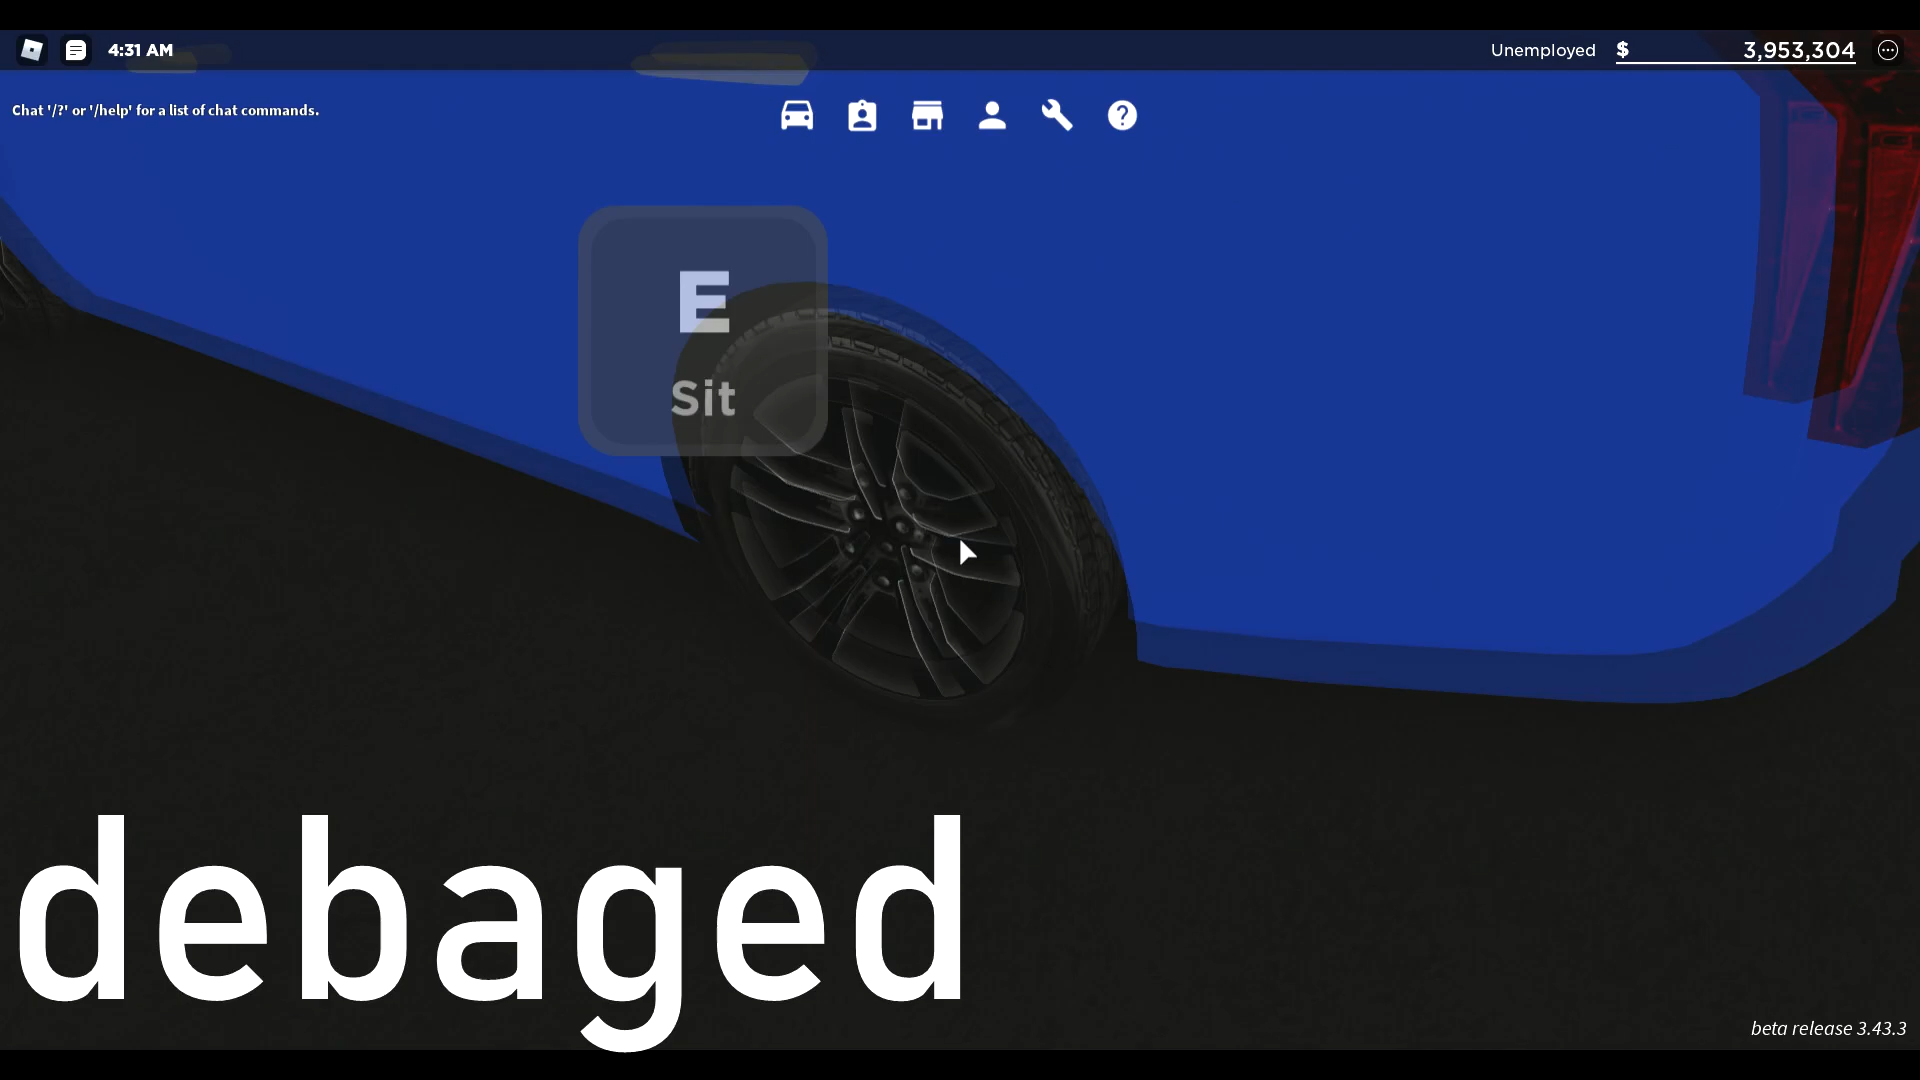 4:31 AM
Unemployed
$ 3,953,304
Chat '/?' or '/help' for a list of chat commands.
E
Sit
debaged
beta release 3.43.3